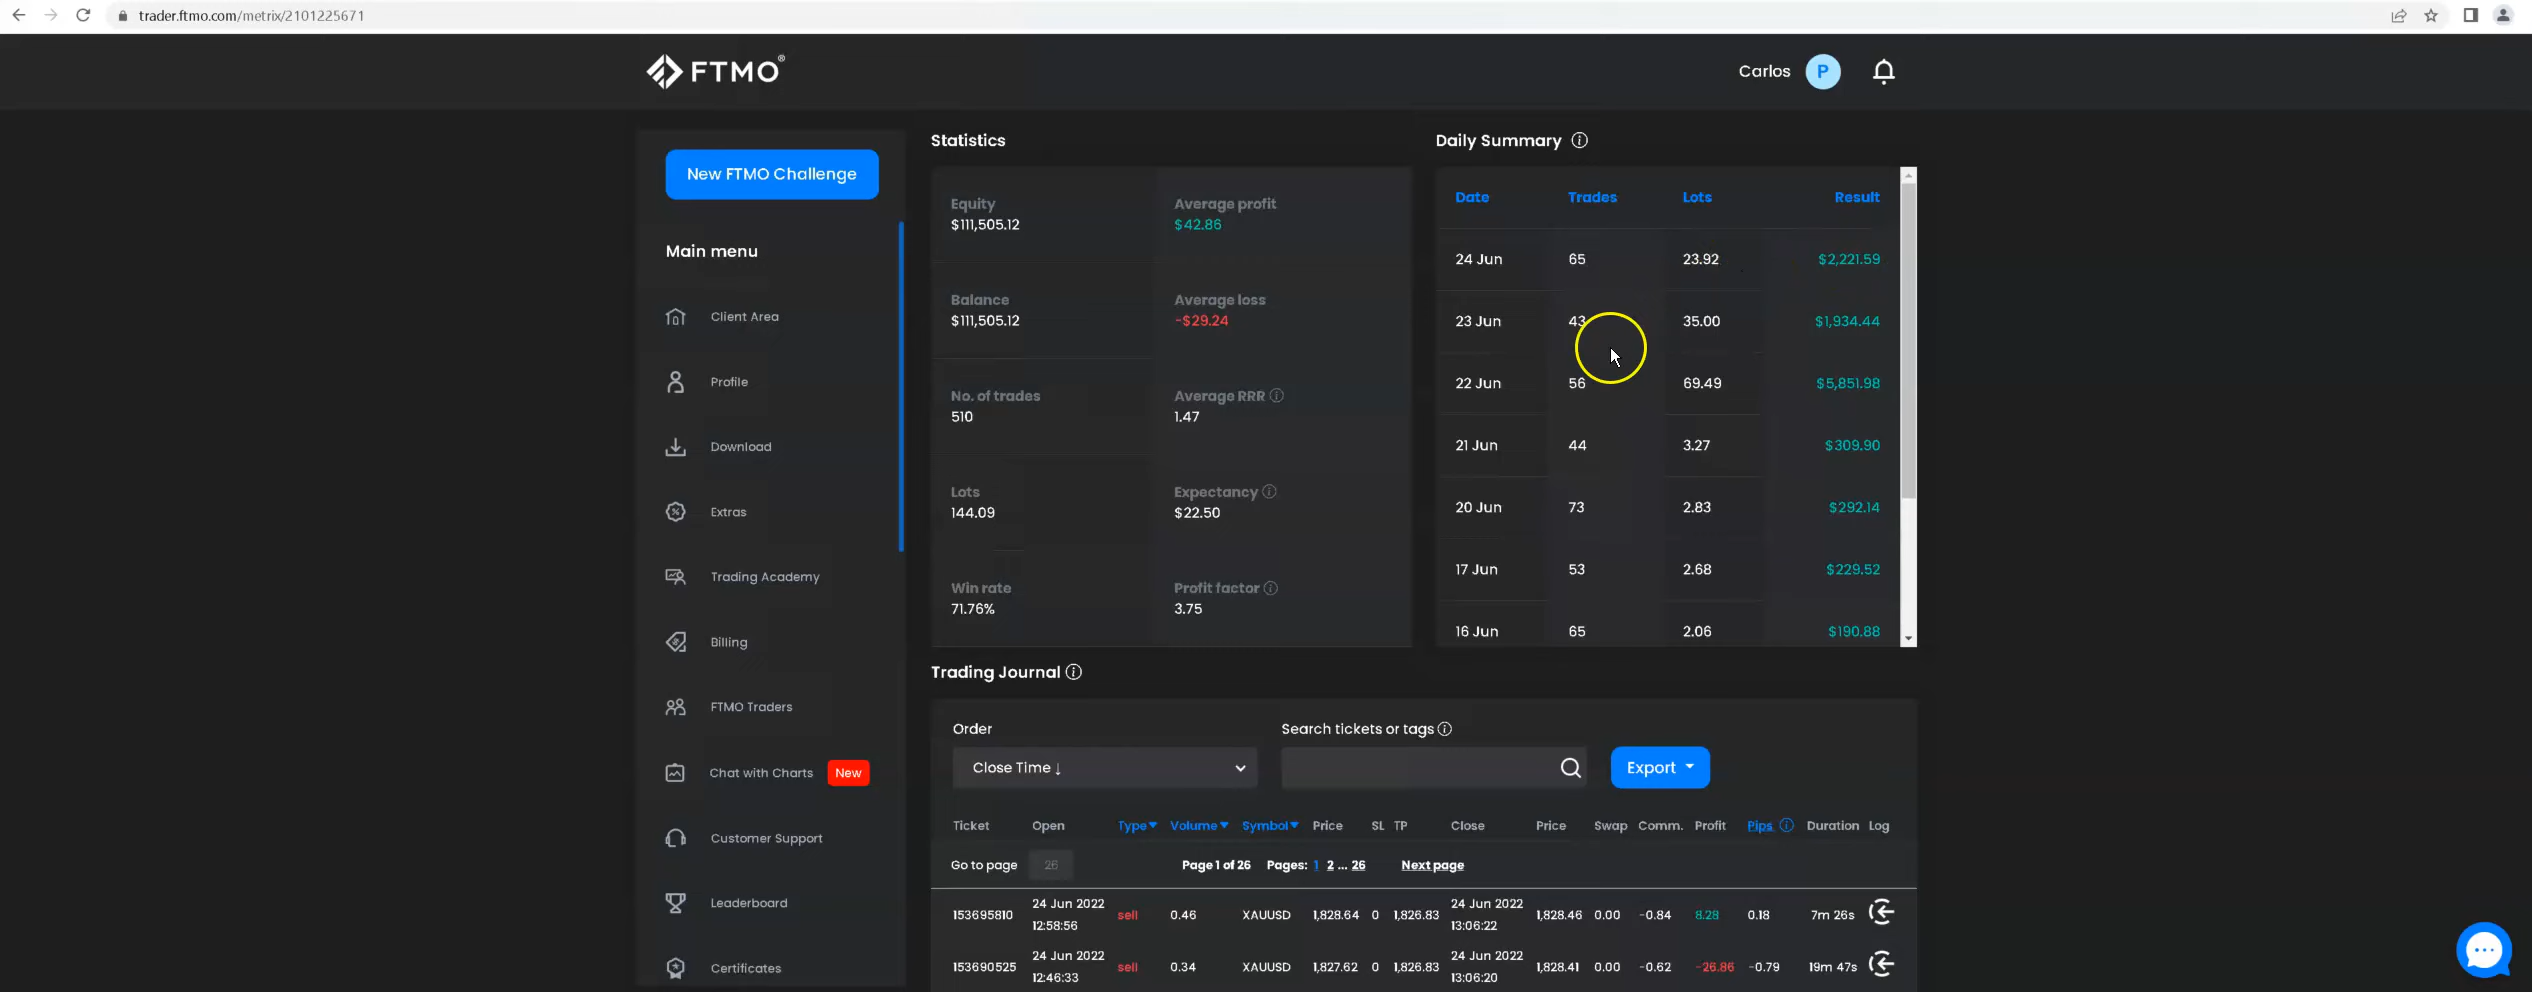 trader.ftmo.com/metrix/2101225671
FTMO®
Carlos P
New FTMO Challenge
Main menu
Client Area
Profile
Download
Extras
Trading Academy
Billing
FTMO Traders
Chat with Charts New
Customer Support
Leaderboard
Certificates
Statistics
Equity
$111,505.12
Average profit
$42.86
Balance
$111,505.12
Average loss
-$29.24
No. of trades
510
Average RRR
1.47
Lots
144.09
Expectancy
$22.50
Win rate
71.76%
Profit factor
3.75
Daily Summary
Date Trades Lots Result
24 Jun 65 23.92 $2,221.59
23 Jun 43 35.00 $1,934.44
22 Jun 56 69.49 $5,851.98
21 Jun 44 3.27 $309.90
20 Jun 73 2.83 $292.14
17 Jun 53 2.68 $229.52
16 Jun 65 2.06 $190.88
Trading Journal
Order
Close Time ↓
Search tickets or tags
Export
Ticket Open Type Volume Symbol Price SL TP Close Price Swap Comm. Profit Pips Duration Log
Go to page 26 Page 1 of 26 Pages: 1 2 ... 26 Next page
153695810 24 Jun 2022 12:58:56 sell 0.46 XAUUSD 1,828.64 0 1,826.83 24 Jun 2022 13:06:22 1,828.46 0.00 -0.84 8.28 0.18 7m 26s
153690525 24 Jun 2022 12:46:33 sell 0.34 XAUUSD 1,827.62 0 1,826.83 24 Jun 2022 13:06:20 1,828.41 0.00 -0.62 -26.86 -0.79 19m 47s